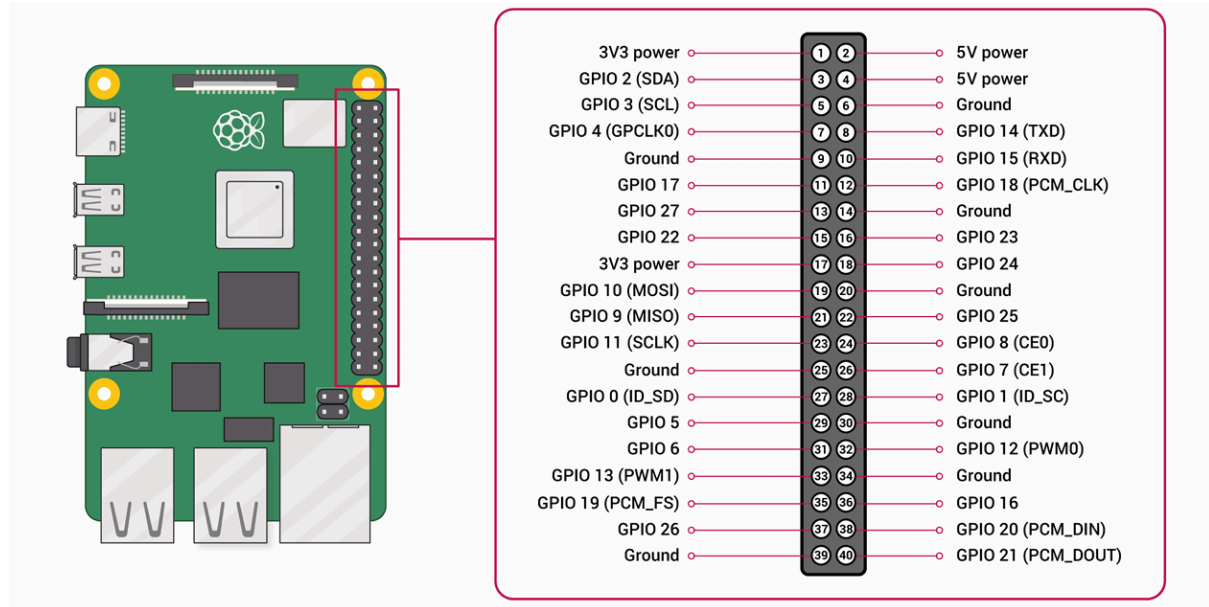 3V3 power 1 2 5V power
GPIO 2 (SDA) 3 4 5V power
GPIO 3 (SCL) 5 6 Ground
GPIO 4 (GPCLK0) 7 8 GPIO 14 (TXD)
Ground 9 10 GPIO 15 (RXD)
GPIO 17 11 12 GPIO 18 (PCM_CLK)
GPIO 27 13 14 Ground
GPIO 22 15 16 GPIO 23
3V3 power 17 18 GPIO 24
GPIO 10 (MOSI) 19 20 Ground
GPIO 9 (MISO) 21 22 GPIO 25
GPIO 11 (SCLK) 23 24 GPIO 8 (CE0)
Ground 25 26 GPIO 7 (CE1)
GPIO 0 (ID_SD) 27 28 GPIO 1 (ID_SC)
GPIO 5 29 30 Ground
GPIO 6 31 32 GPIO 12 (PWM0)
GPIO 13 (PWM1) 33 34 Ground
GPIO 19 (PCM_FS) 35 36 GPIO 16
GPIO 26 37 38 GPIO 20 (PCM_DIN)
Ground 39 40 GPIO 21 (PCM_DOUT)